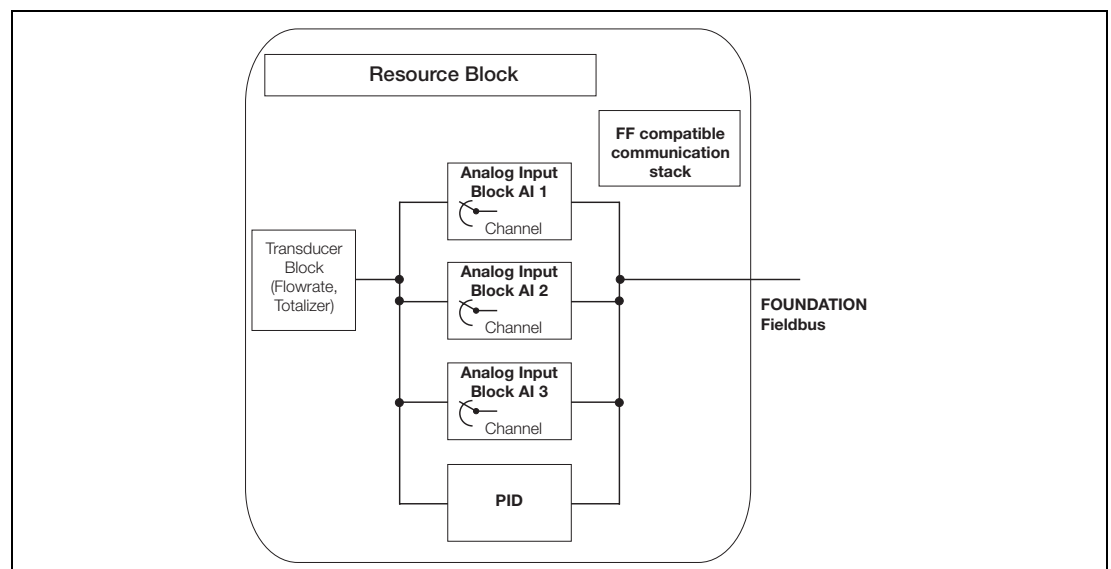 Resource Block
FF compatible
communication
stack
Analog Input
Block AI 1
Channel
Transducer
Block
(Flowrate,
Totalizer)
Analog Input
Block AI 2
Channel
FOUNDATION
Fieldbus
Analog Input
Block AI 3
Channel
PID